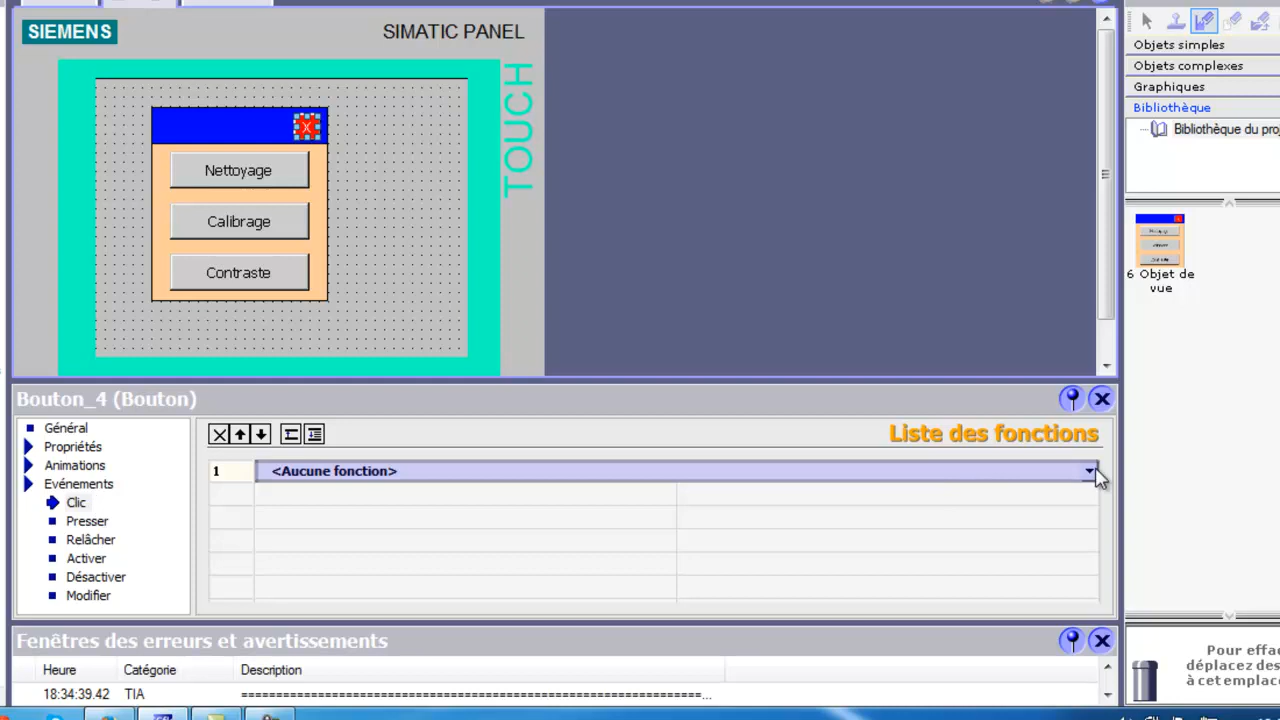 SIEMENS
SIMATIC PANEL
TOUCH
X
Nettoyage
Calibrage
Contraste
Objets simples
Objets complexes
Graphiques
Bibliothèque
Bibliothèque du proj
6 Objet de
vue
Bouton_4 (Bouton)
Général
Propriétés
Animations
Evénements
Clic
Presser
Relâcher
Activer
Désactiver
Modifier
Liste des fonctions
1 <Aucune fonction>
Fenêtres des erreurs et avertissements
Heure Catégorie Description
18:34:39.42 TIA ==================================================================...
Pour effa
déplacez des
à cet emplace